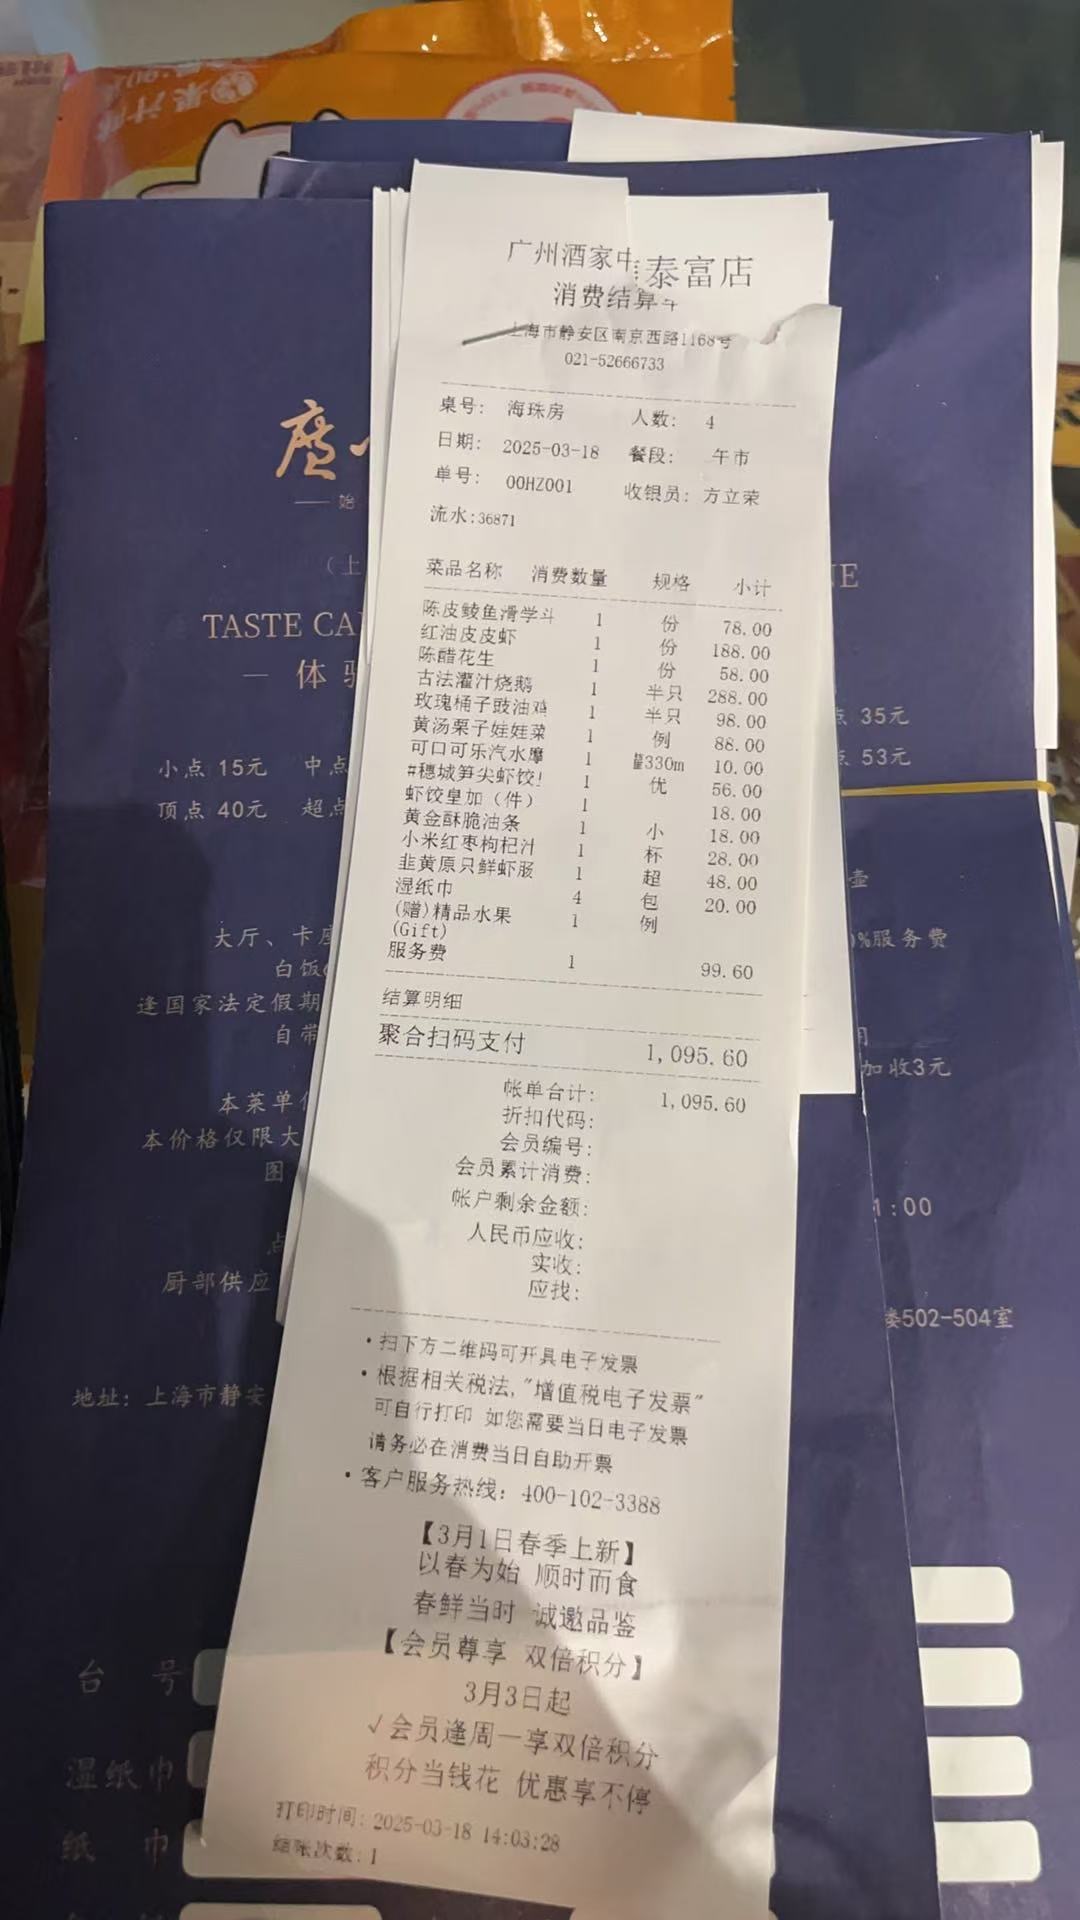 广州酒家中
泰富店
消费结算
上海市静安区南京西路1168号
021-52666733
桌号: 海珠房 人数: 4
日期: 2025-03-18 餐段: 午市
单号: 00HZ001 收银员: 方立荣
流水:36871
菜品名称 消费数量 规格 小计
陈皮鲮鱼滑学斗 1 份 78.00
红油皮皮虾 1 份 188.00
陈醋花生 1 份 58.00
古法灌汁烧鹅 1 半只 288.00
玫瑰桶子豉油鸡 1 半只 98.00
黄汤栗子娃娃菜 1 例 88.00
可口可乐汽水摩 1 330m 10.00
#穗城笋尖虾饺! 1 优 56.00
虾饺皇加（件） 1 18.00
黄金酥脆油条 1 小 18.00
小米红枣枸杞汁 1 杯 28.00
韭黄原只鲜虾肠 1 超 48.00
湿纸巾 4 包 20.00
(赠)精品水果 1 例
(Gift)
服务费 1 99.60
结算明细
聚合扫码支付 1,095.60
帐单合计: 1,095.60
折扣代码:
会员编号:
会员累计消费:
帐户剩余金额:
人民币应收:
实收:
应找:
·扫下方二维码可开具电子发票
·根据相关税法,"增值税电子发票"
可自行打印 如您需要当日电子发票
请务必在消费当日自助开票
·客户服务热线: 400-102-3388
【3月1日春季上新】
以春为始 顺时而食
春鲜当时 诚邀品鉴
【会员尊享 双倍积分】
3月3日起
√会员逢周一享双倍积分
积分当钱花 优惠享不停
打印时间: 2025-03-18 14:03:28
结账次数: 1
果汁
始
（上
NE
TASTE CA
— 体
点 35元
小点 15元 中点
点 53元
顶点 40元 超点
壶
大厅、卡座
%服务费
白饭
逢国家法定假期
自带
加收3元
本菜单
本价格仅限大
图
1:00
点
厨部供应
502-504室
地址: 上海市静安
台 号
湿纸巾
纸 巾